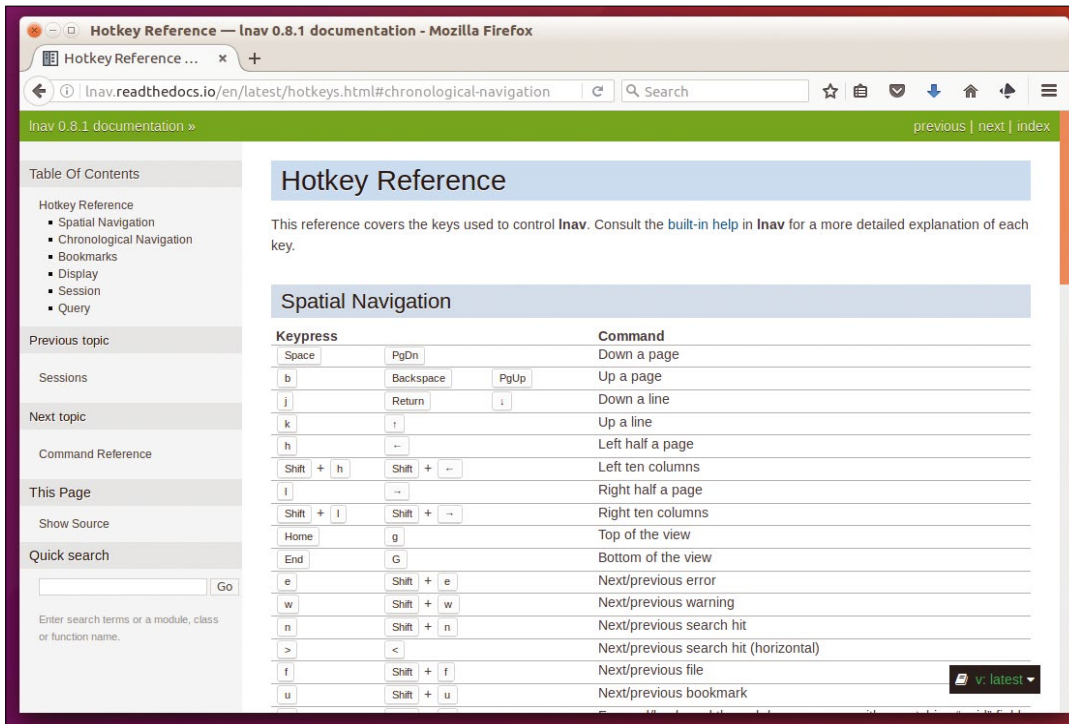 Hotkey Reference — lnav 0.8.1 documentation - Mozilla Firefox
Hotkey Reference ... × +
lnav.readthedocs.io/en/latest/hotkeys.html#chronological-navigation Search
lnav 0.8.1 documentation » previous | next | index
Table Of Contents
Hotkey Reference
▪ Spatial Navigation
▪ Chronological Navigation
▪ Bookmarks
▪ Display
▪ Session
▪ Query
Previous topic
Sessions
Next topic
Command Reference
This Page
Show Source
Quick search
Go
Enter search terms or a module, class
or function name.
Hotkey Reference
This reference covers the keys used to control lnav. Consult the built-in help in lnav for a more detailed explanation of each
key.
Spatial Navigation
Keypress Command
Space PgDn Down a page
b Backspace PgUp Up a page
j Return ↓ Down a line
k ↑ Up a line
h ← Left half a page
Shift + h Shift + ← Left ten columns
l → Right half a page
Shift + l Shift + → Right ten columns
Home g Top of the view
End G Bottom of the view
e Shift + e Next/previous error
w Shift + w Next/previous warning
n Shift + n Next/previous search hit
> < Next/previous search hit (horizontal)
f Shift + f Next/previous file
u Shift + u Next/previous bookmark
v: latest